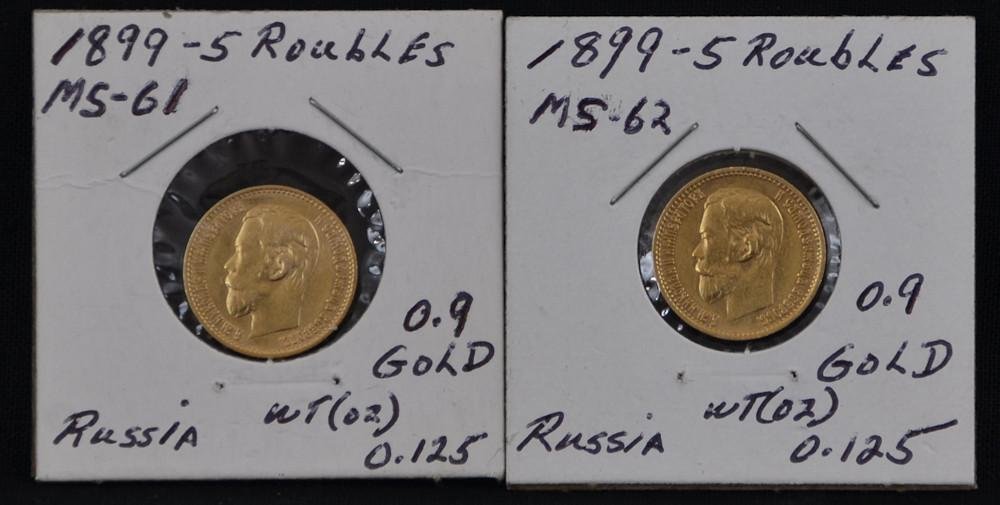 1899-5 RoubLEs
MS-61
0.9
GoLD
Russia
WT(oz)
0.125
1899-5 RoubLEs
MS-62
0.9
GoLD
Russia
WT(oz)
0.125